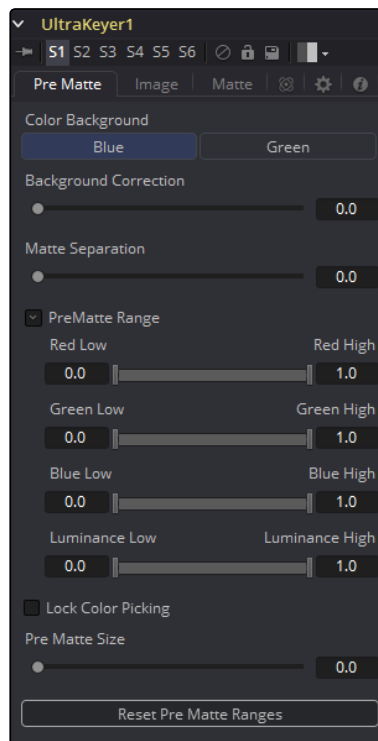 UltraKeyer1
S1 S2 S3 S4 S5 S6
Pre Matte Image Matte
Color Background
Blue Green
Background Correction
0.0
Matte Separation
0.0
PreMatte Range
Red Low Red High
0.0 1.0
Green Low Green High
0.0 1.0
Blue Low Blue High
0.0 1.0
Luminance Low Luminance High
0.0 1.0
Lock Color Picking
Pre Matte Size
0.0
Reset Pre Matte Ranges